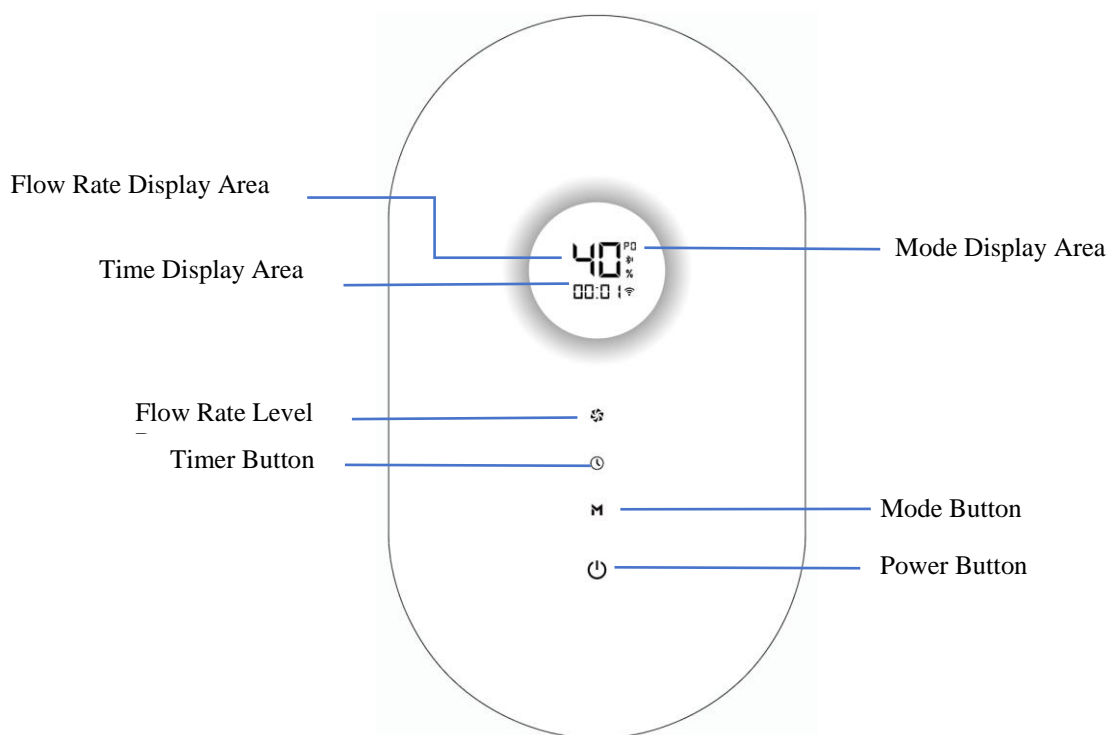 Flow Rate Display Area
40
P0
Mode Display Area
Time Display Area
%
00:01
Flow Rate Level
Timer Button
M
Mode Button
Power Button